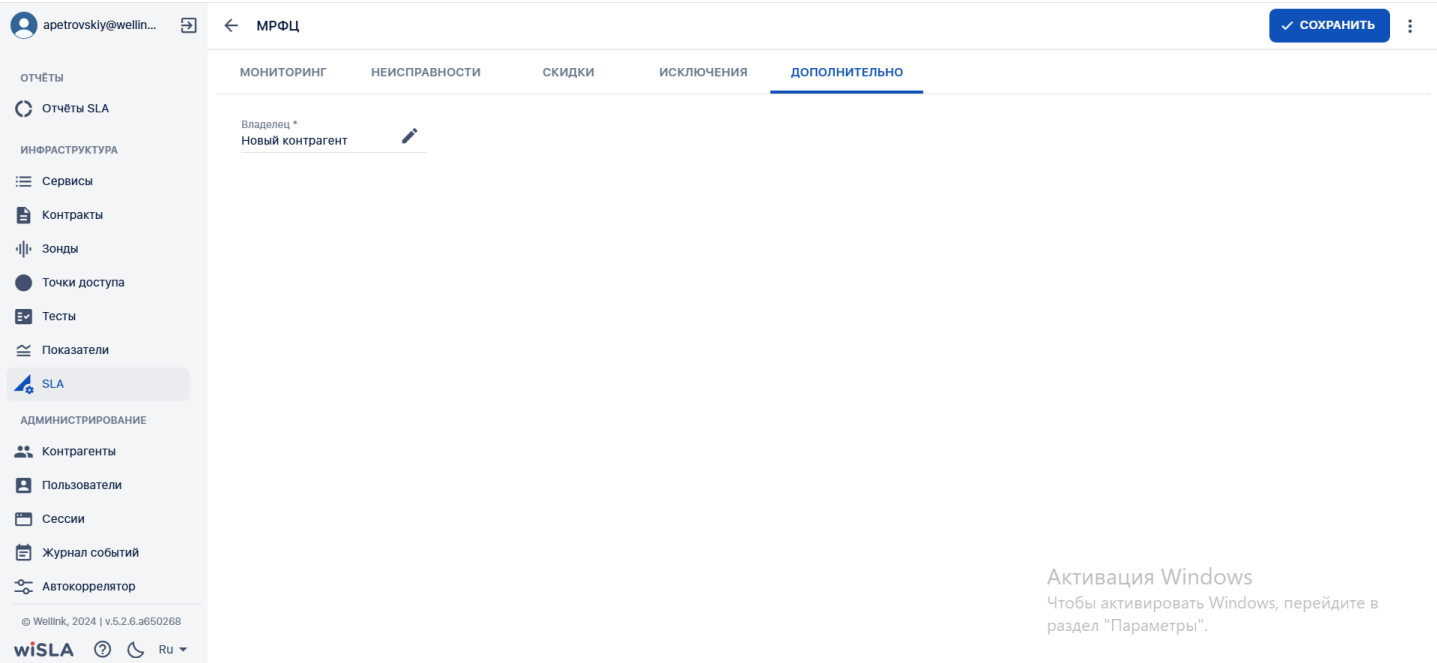 apetrovskiy@wellin...
МРФЦ
СОХРАНИТЬ
ОТЧЁТЫ
Отчёты SLA
ИНФРАСТРУКТУРА
Сервисы
Контракты
Зонды
Точки доступа
Тесты
Показатели
SLA
АДМИНИСТРИРОВАНИЕ
Контрагенты
Пользователи
Сессии
Журнал событий
Автокоррелятор
© Wellink, 2024 | v.5.2.6.a650268
wiSLA
Ru
МОНИТОРИНГ НЕИСПРАВНОСТИ СКИДКИ ИСКЛЮЧЕНИЯ ДОПОЛНИТЕЛЬНО
Владелец *
Новый контрагент
Активация Windows
Чтобы активировать Windows, перейдите в
раздел "Параметры".